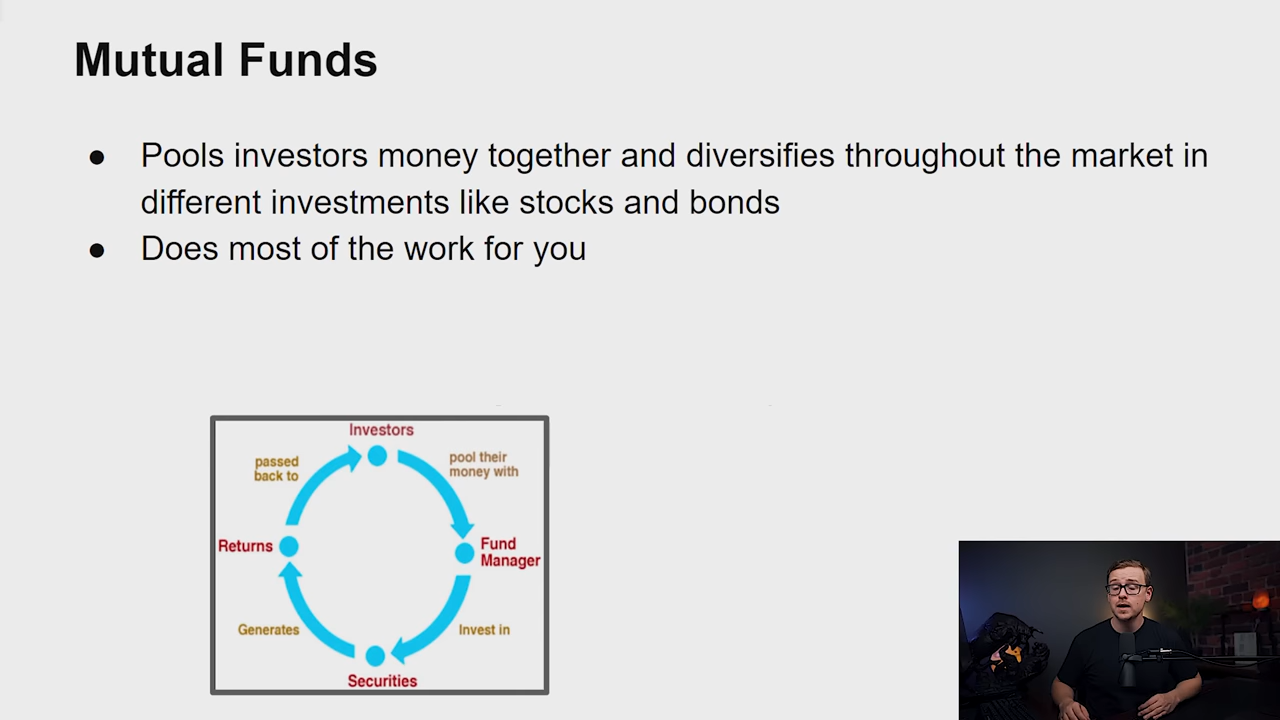 Mutual Funds
● Pools investors money together and diversifies throughout the market in
different investments like stocks and bonds
● Does most of the work for you
Investors
passed
back to
pool their
money with
Returns
Fund
Manager
Generates
Invest in
Securities